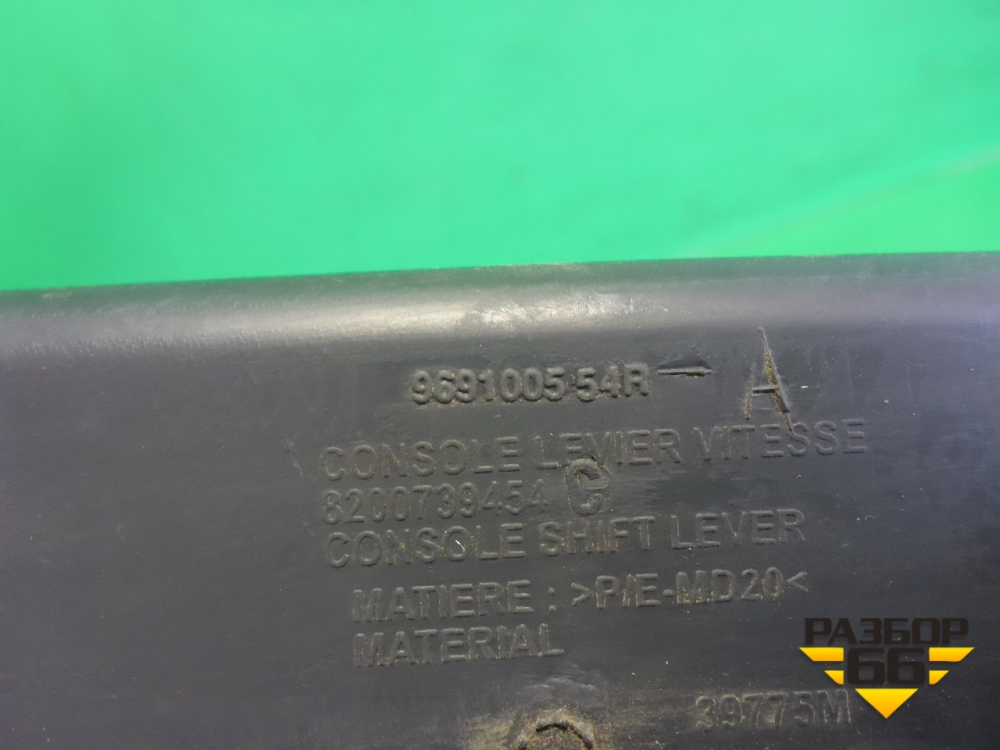 969100554R - A
CONSOLE LEVIER VITESSE
8200739454 C
CONSOLE SHIFT LEVER
MATIERE : >P/E-MD20<
MATERIAL
39775M
РАЗБОР
66